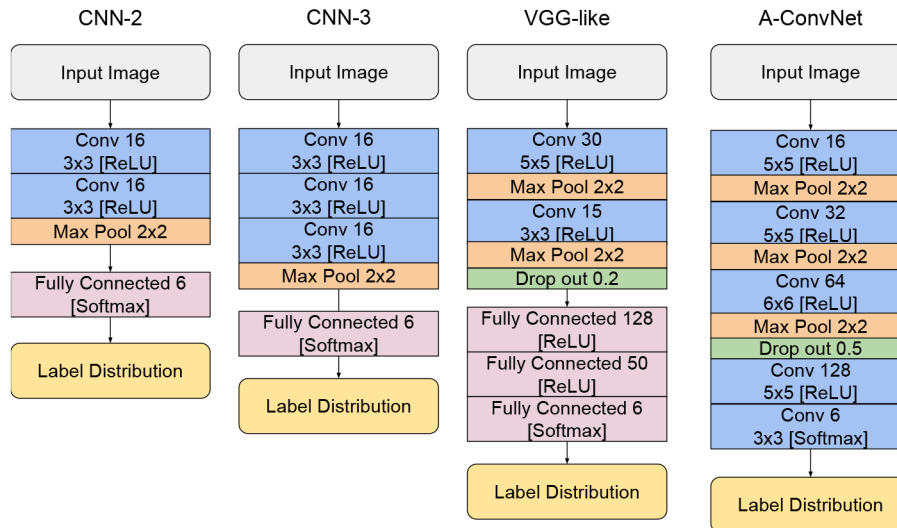 CNN-2
Input Image
Conv 16
3x3 [ReLU]
Conv 16
3x3 [ReLU]
Max Pool 2x2
Fully Connected 6
[Softmax]
Label Distribution
CNN-3
Input Image
Conv 16
3x3 [ReLU]
Conv 16
3x3 [ReLU]
Conv 16
3x3 [ReLU]
Max Pool 2x2
Fully Connected 6
[Softmax]
Label Distribution
VGG-like
Input Image
Conv 30
5x5 [ReLU]
Max Pool 2x2
Conv 15
3x3 [ReLU]
Max Pool 2x2
Drop out 0.2
Fully Connected 128
[ReLU]
Fully Connected 50
[ReLU]
Fully Connected 6
[Softmax]
Label Distribution
A-ConvNet
Input Image
Conv 16
5x5 [ReLU]
Max Pool 2x2
Conv 32
5x5 [ReLU]
Max Pool 2x2
Conv 64
6x6 [ReLU]
Max Pool 2x2
Drop out 0.5
Conv 128
5x5 [ReLU]
Conv 6
3x3 [Softmax]
Label Distribution